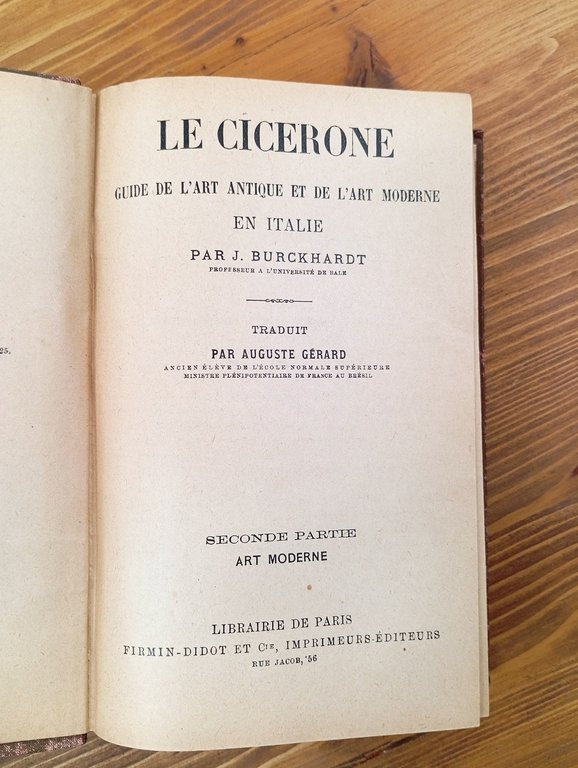 25.
LE CICERONE
GUIDE DE L'ART ANTIQUE ET DE L'ART MODERNE
EN ITALIE
PAR J. BURCKHARDT
PROFESSEUR A L'UNIVERSITÉ DE BALE
TRADUIT
PAR AUGUSTE GÉRARD
ANCIEN ÉLÈVE DE L'ÉCOLE NORMALE SUPÉRIEURE
MINISTRE PLÉNIPOTENTIAIRE DE FRANCE AU BRÉSIL
SECONDE PARTIE
ART MODERNE
LIBRAIRIE DE PARIS
FIRMIN-DIDOT ET CIE, IMPRIMEURS-ÉDITEURS
RUE JACOB, '56